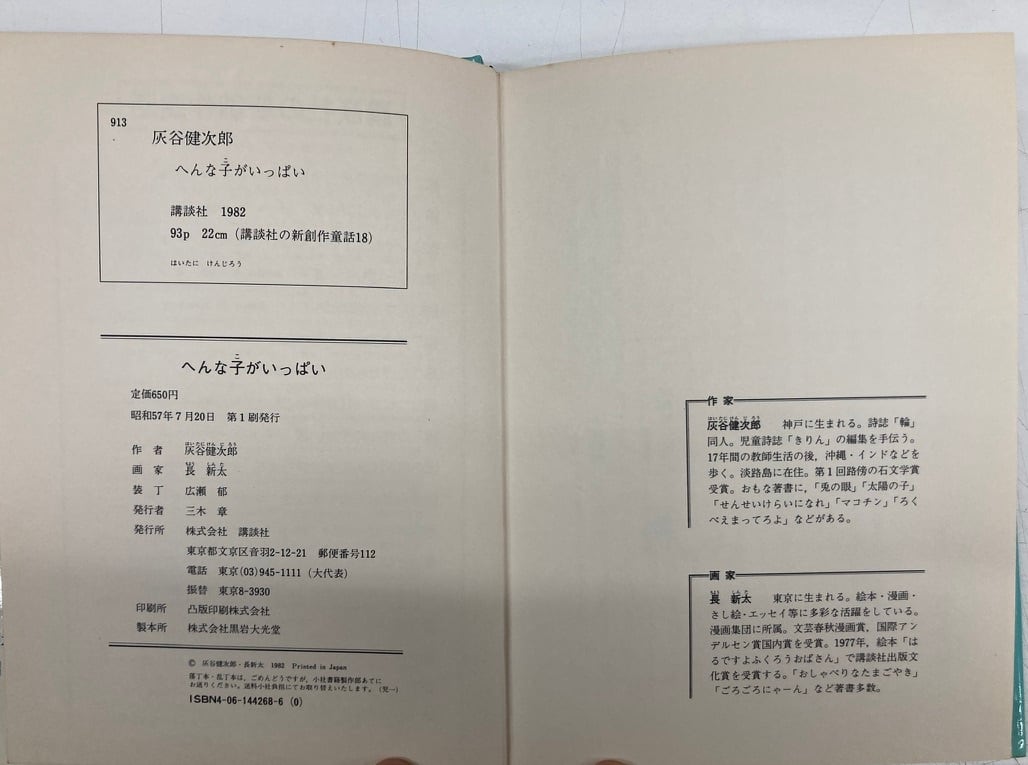 913
灰谷健次郎
へんな子がいっぱい
こ
講談社 1982
93p 22cm (講談社の新創作童話18)
はいたに けんじろう
へんな子がいっぱい
こ
定価650円
昭和57年7月20日 第1刷発行
作 者 灰谷健次郎
はいたにけんじろう
画 家 長 新太
装 丁 広瀬 郁
発行者 三木 章
発行所 株式会社 講談社
東京都文京区音羽2-12-21 郵便番号112
電話 東京(03)945-1111 (大代表)
振替 東京8-3930
印刷所 凸版印刷株式会社
製本所 株式会社黒岩大光堂
© 灰谷健次郎・長新太 1982 Printed in Japan
落丁本・乱丁本は、ごめんどうですが、小社書籍製作部あてに
お送りください。送料小社負担にてお取り替えいたします。(児一)
ISBN4-06-144268-6 (0)
作 家
はいたにけんじろう
灰谷健次郎 神戸に生まれる。詩誌「輪」
同人。児童詩誌「きりん」の編集を手伝う。
17年間の教師生活の後，沖縄・インドなどを
歩く。淡路島に在住。第1回路傍の石文学賞
受賞。おもな著書に，「兎の眼」「太陽の子」
「せんせいけらいになれ」「マコチン」「ろく
べえまってろよ」などがある。
画 家
長 新太 東京に生まれる。絵本・漫画・
さし絵・エッセイ等に多彩な活躍をしている。
漫画集団に所属。文芸春秋漫画賞，国際アン
デルセン賞国内賞を受賞。1977年，絵本「は
るですよふくろうおばさん」で講談社出版文
化賞を受賞する。「おしゃべりなたまごやき」
「ごろごろにゃーん」など著書多数。